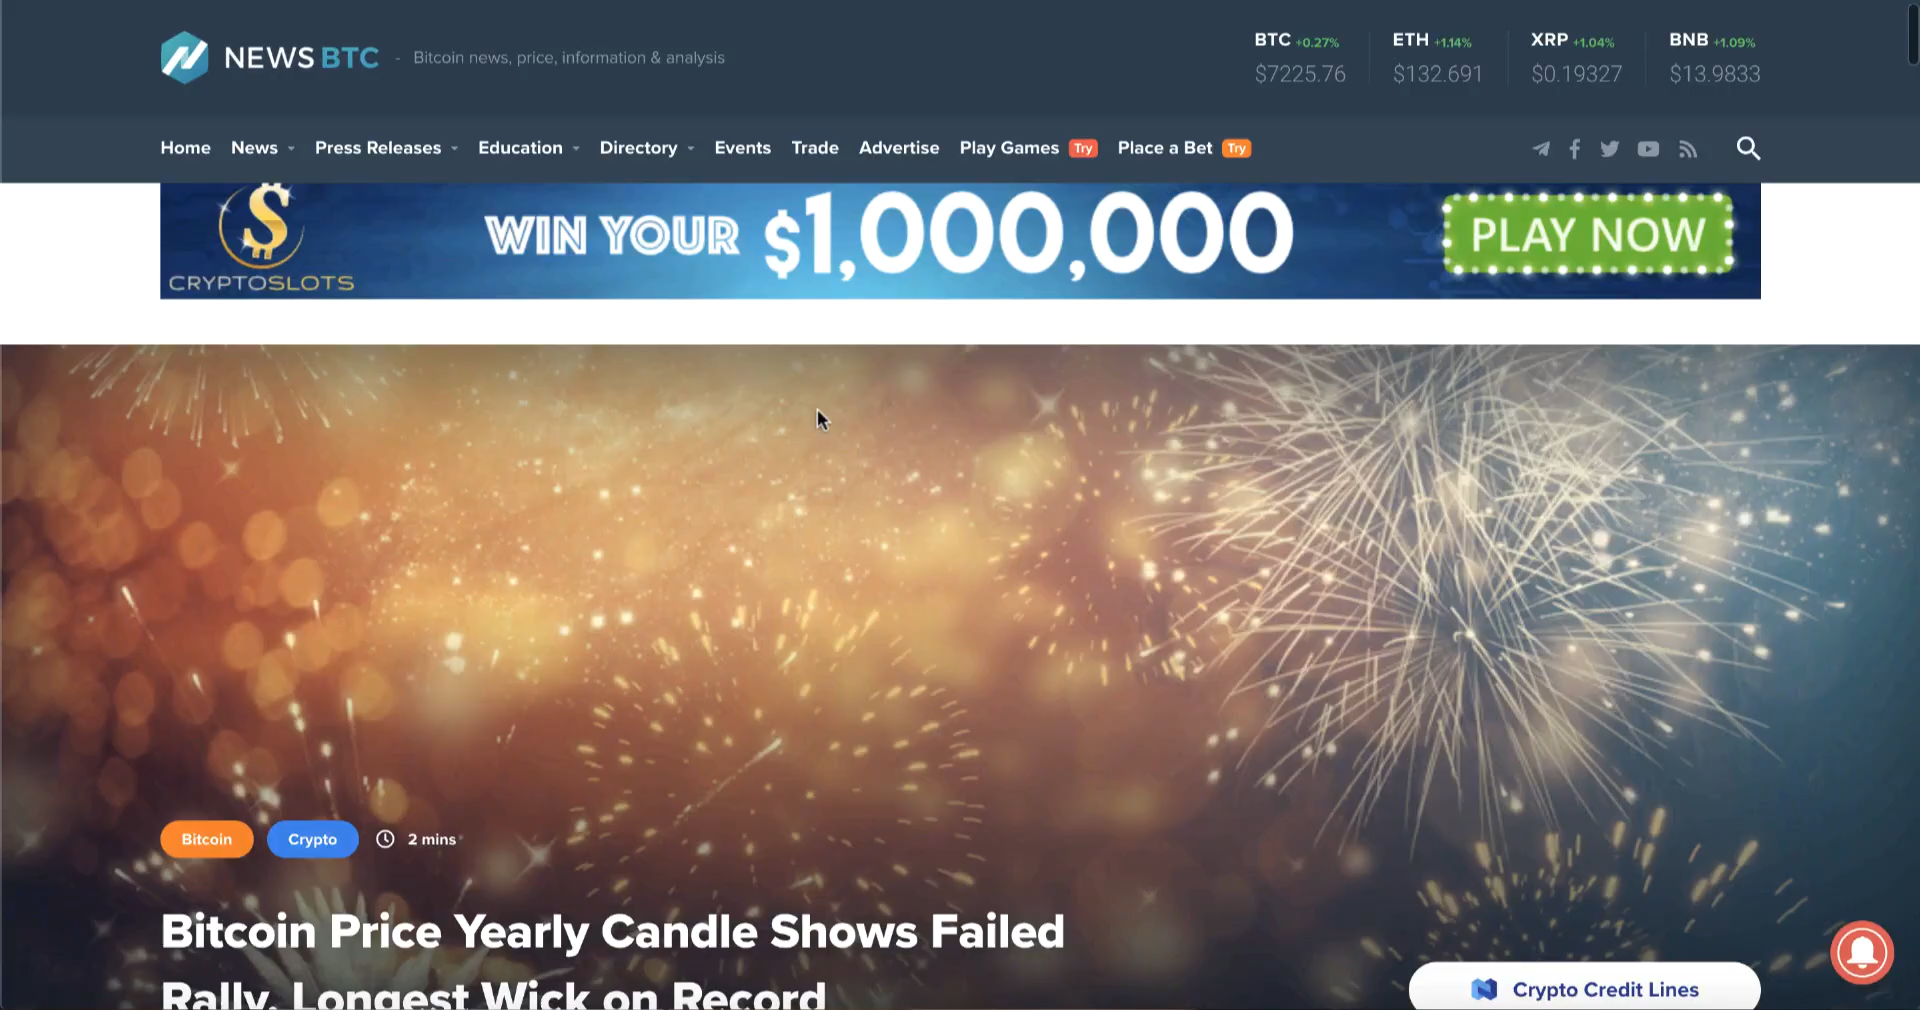 NEWSBTC - Bitcoin news, price, information & analysis
BTC +0.27% ETH +1.14% XRP +1.04% BNB +1.09%
$7225.76 $132.691 $0.19327 $13.9833
Home News Press Releases Education Directory Events Trade Advertise Play Games Try Place a Bet Try
CRYPTOSLOTS
WIN YOUR $1,000,000
PLAY NOW
Bitcoin Crypto 2 mins
Bitcoin Price Yearly Candle Shows Failed
Rally, Longest Wick on Record
Crypto Credit Lines